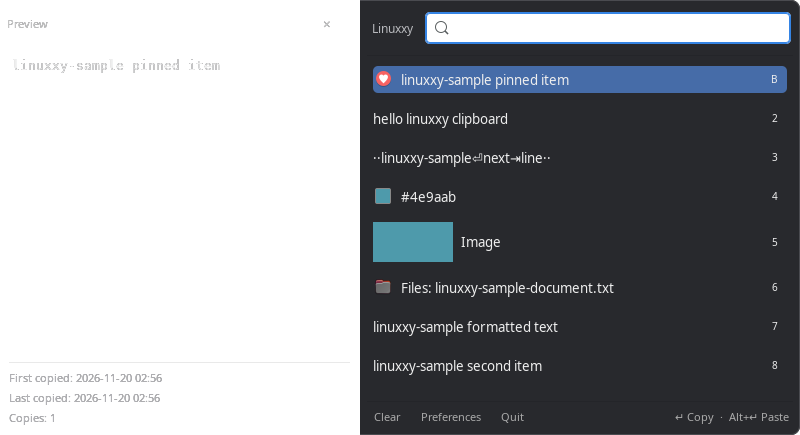 Preview ×
linuxxy-sample pinned item
First copied: 2026-11-20 02:56
Last copied: 2026-11-20 02:56
Copies: 1
Linuxxy
linuxxy-sample pinned item B
hello linuxxy clipboard 2
··linuxxy-sample⏎next⇥line·· 3
#4e9aab 4
Image 5
Files: linuxxy-sample-document.txt 6
linuxxy-sample formatted text 7
linuxxy-sample second item 8
Clear Preferences Quit ↵ Copy · Alt+↵ Paste